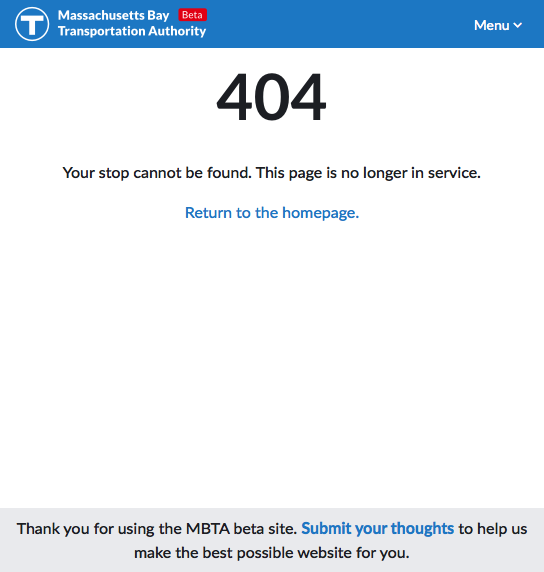 T
Massachusetts Bay Beta
Transportation Authority
Menu
404
Your stop cannot be found. This page is no longer in service.
Return to the homepage.
Thank you for using the MBTA beta site. Submit your thoughts to help us
make the best possible website for you.